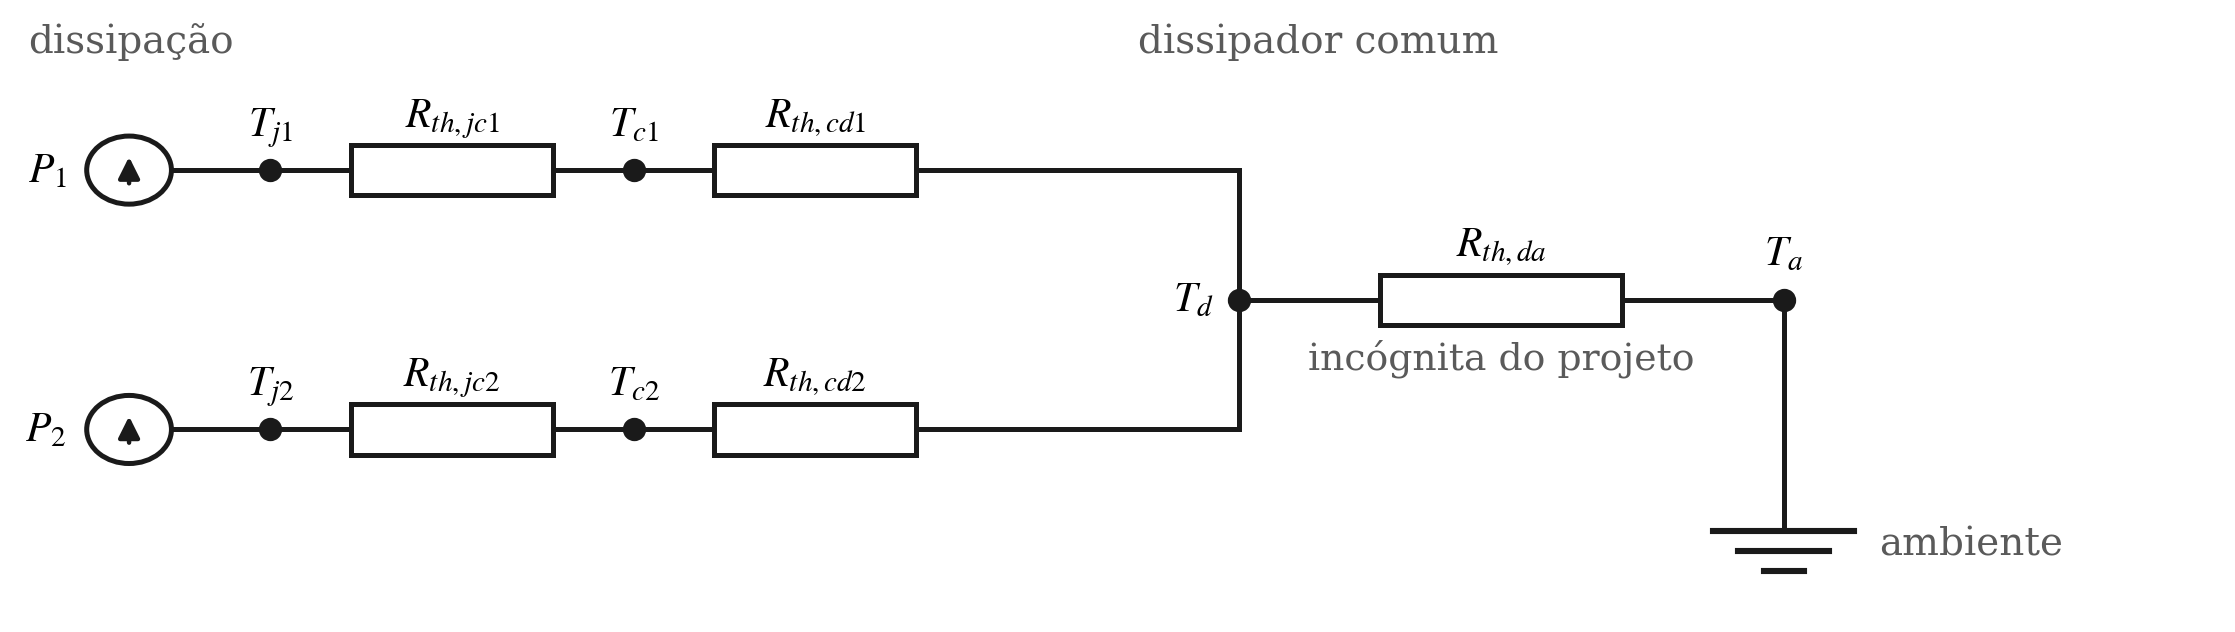 dissipação
dissipador comum
P1
Tj1
Rth,jc1
Tc1
Rth,cd1
Td
Rth,da
Ta
incógnita do projeto
P2
Tj2
Rth,jc2
Tc2
Rth,cd2
ambiente